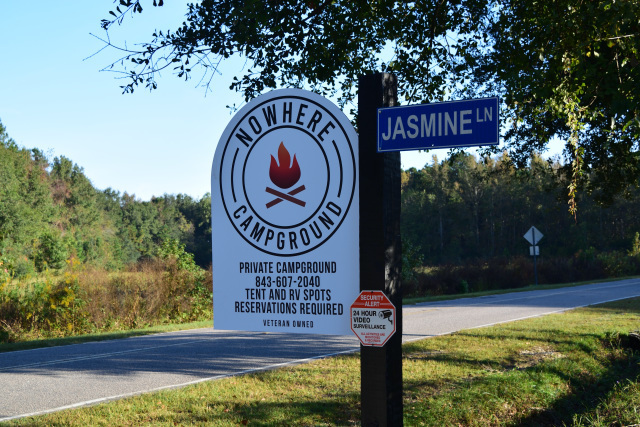 NOWHERE
CAMPGROUND
PRIVATE CAMPGROUND
843-607-2040
TENT AND RV SPOTS
RESERVATIONS REQUIRED
VETERAN OWNED
JASMINE LN
SECURITY
ALERT
24 HOUR
VIDEO
SURVEILLANCE